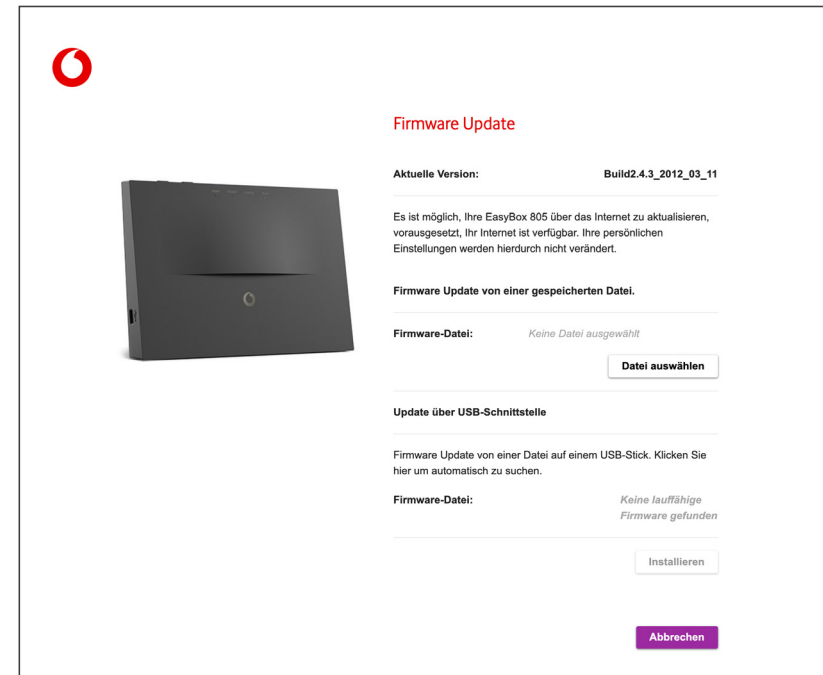 Firmware Update
Aktuelle Version: Build2.4.3_2012_03_11
Es ist möglich, Ihre EasyBox 805 über das Internet zu aktualisieren,
vorausgesetzt, Ihr Internet ist verfügbar. Ihre persönlichen
Einstellungen werden hierdurch nicht verändert.
Firmware Update von einer gespeicherten Datei.
Firmware-Datei: Keine Datei ausgewählt
Datei auswählen
Update über USB-Schnittstelle
Firmware Update von einer Datei auf einem USB-Stick. Klicken Sie
hier um automatisch zu suchen.
Firmware-Datei: Keine lauffähige
Firmware gefunden
Installieren
Abbrechen